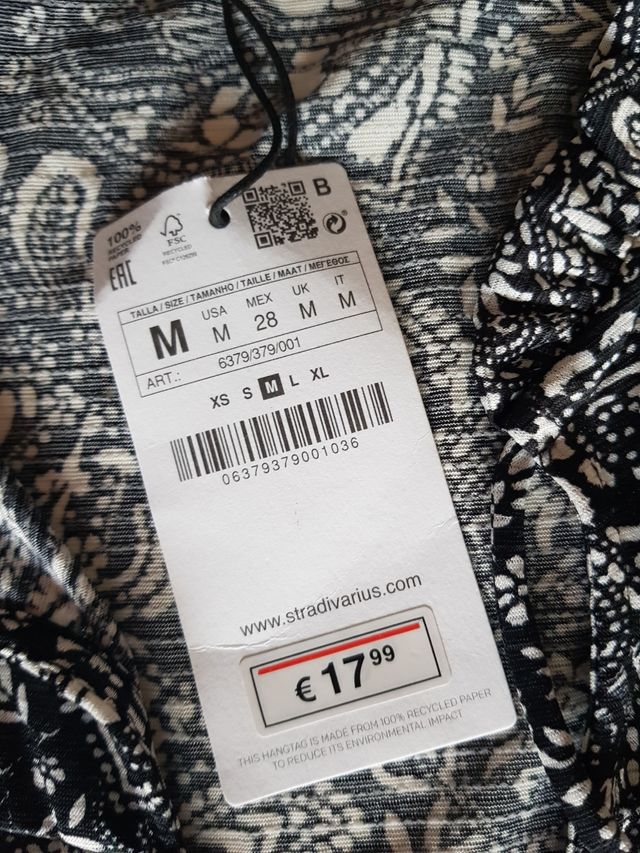 B
100%
RECYCLED
PAPER
FSC
RECYCLED
EAC
TALLA / SIZE / TAMANHO / TAILLE / MAAT / ΜΕΓΕΘΟΣ
M
USA
M
MEX
28
UK
M
IT
M
ART.: 6379/379/001
XS S M L XL
06379379001036
www.stradivarius.com
€ 17 99
THIS HANGTAG IS MADE FROM 100% RECYCLED PAPER
TO REDUCE IT'S ENVIRONMENTAL IMPACT